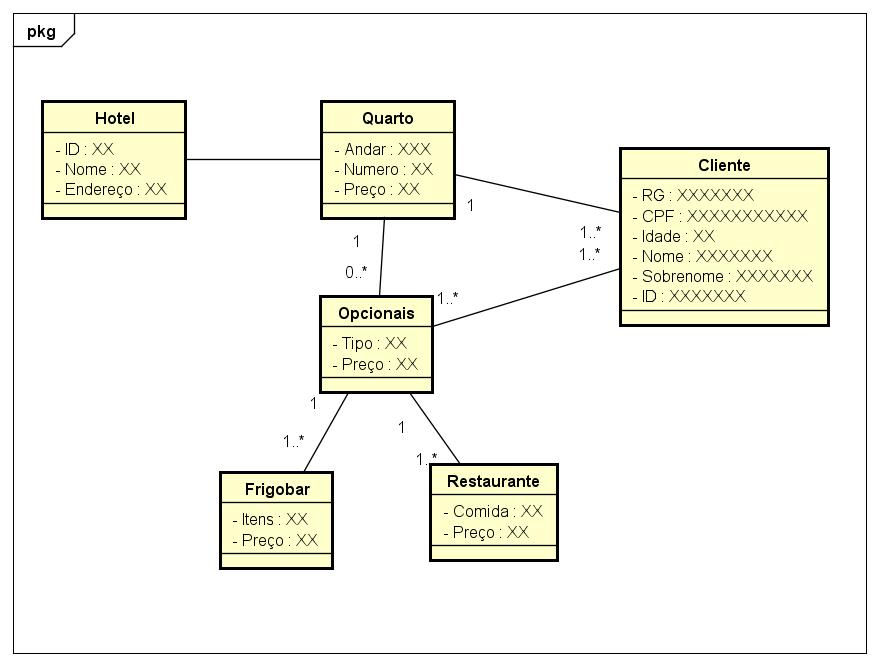 pkg
Hotel
- ID : XX
- Nome : XX
- Endereço : XX
Quarto
- Andar : XXX
- Numero : XX
- Preço : XX
Cliente
- RG : XXXXXXX
- CPF : XXXXXXXXXXX
- Idade : XX
- Nome : XXXXXXX
- Sobrenome : XXXXXXX
- ID : XXXXXXX
1
1..*
1
0..*
1..*
1..*
Opcionais
- Tipo : XX
- Preço : XX
1
1..*
1
1..*
Frigobar
- Itens : XX
- Preço : XX
Restaurante
- Comida : XX
- Preço : XX